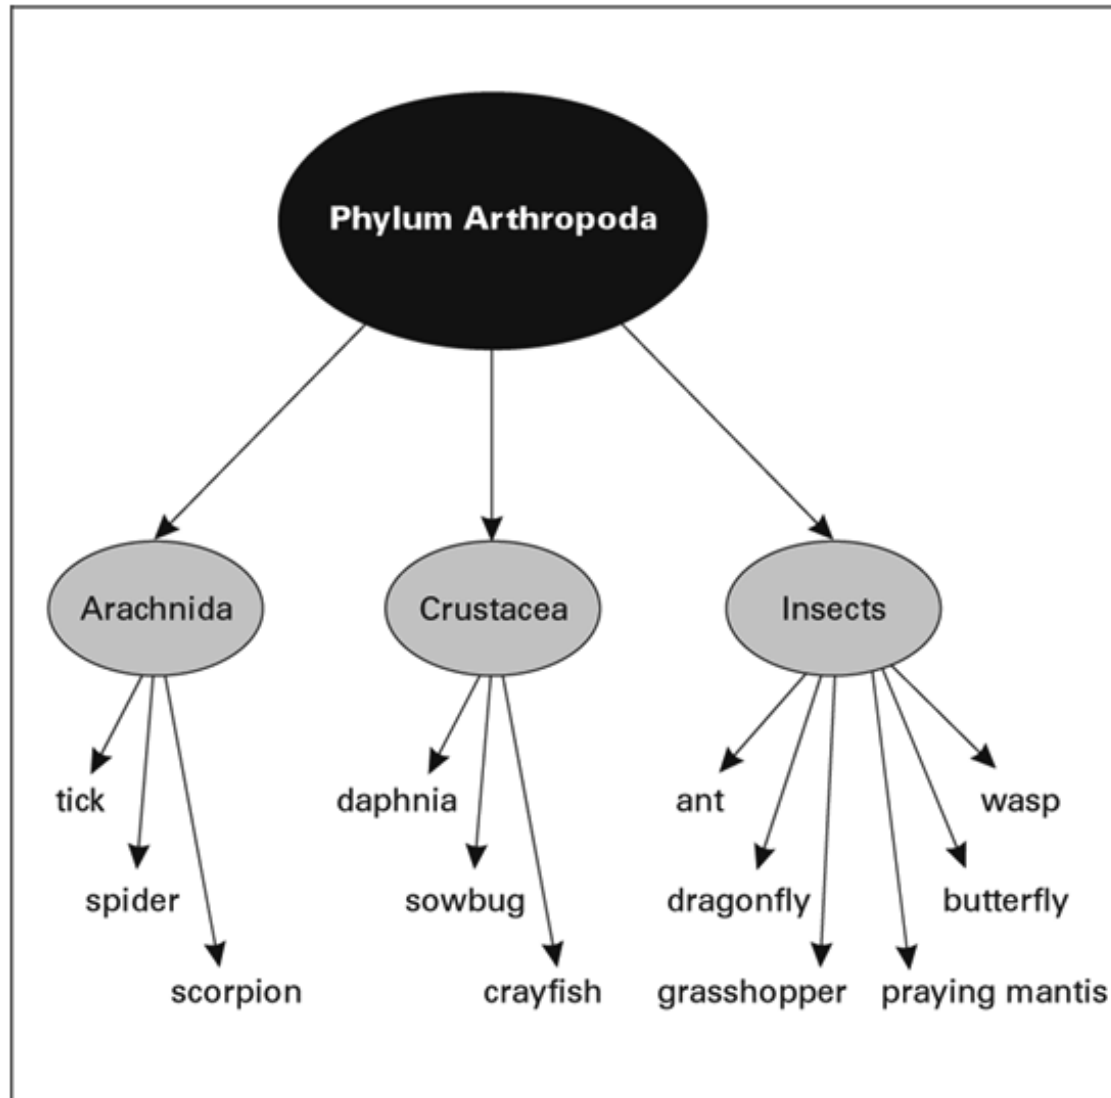 Phylum Arthropoda
Arachnida
Crustacea
Insects
tick
daphnia
ant
wasp
spider
sowbug
dragonfly
butterfly
scorpion
crayfish
grasshopper
praying mantis